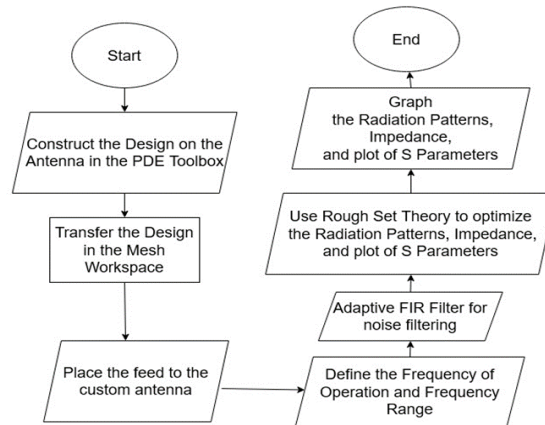 Start
Construct the Design on the
Antenna in the PDE Toolbox
Transfer the Design
in the Mesh
Workspace
Place the feed to the
custom antenna
Define the Frequency of
Operation and Frequency
Range
Adaptive FIR Filter for
noise filtering
Use Rough Set Theory to optimize
the Radiation Patterns, Impedance,
and plot of S Parameters
Graph
the Radiation Patterns,
Impedance,
and plot of S Parameters
End